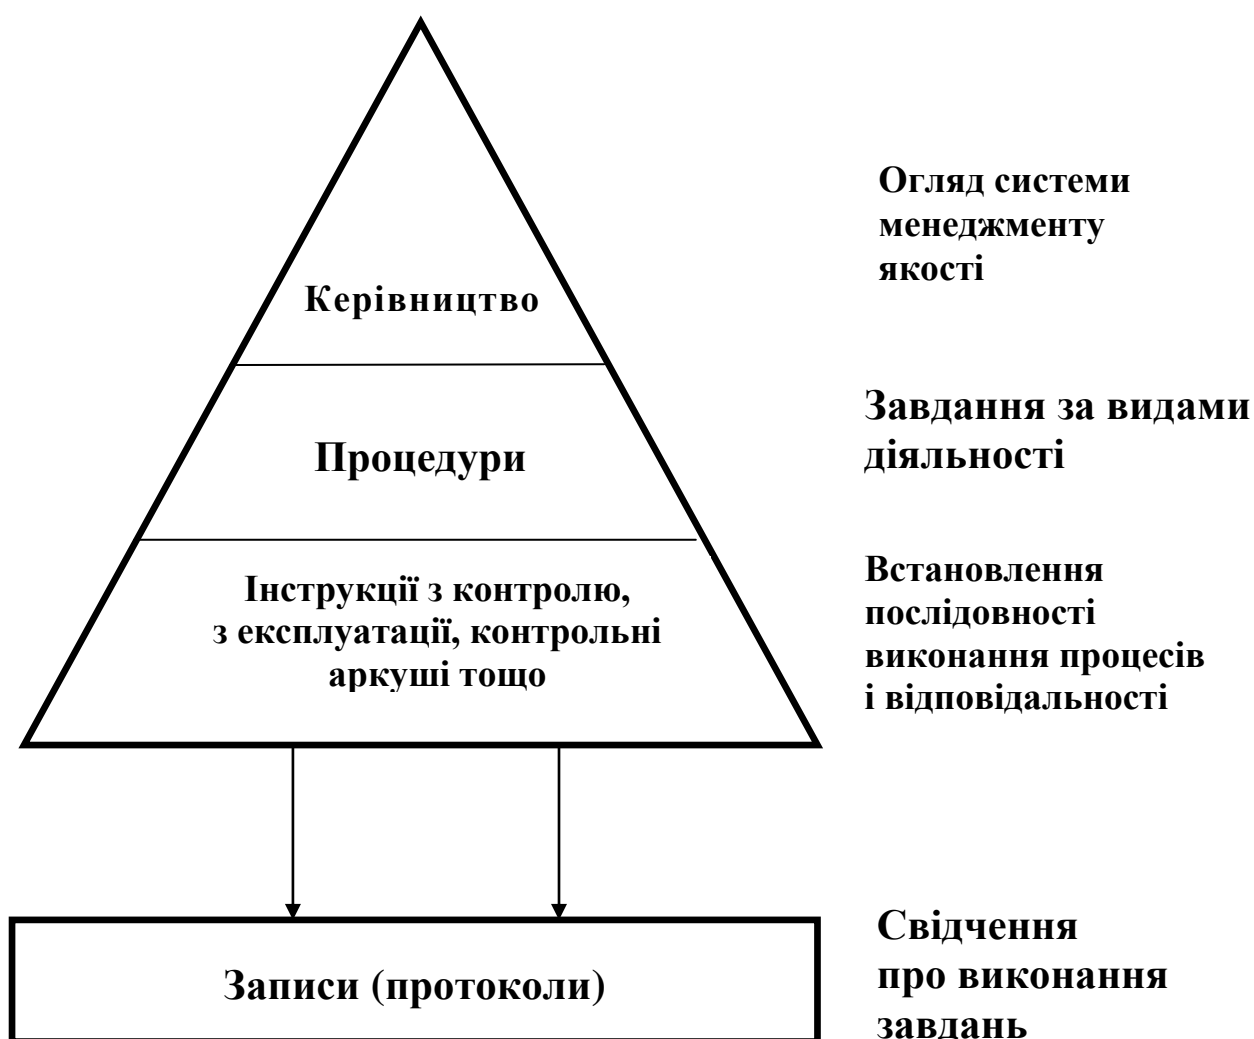 Огляд системи
менеджменту
якості
Керівництво
Завдання за видами
діяльності
Процедури
Встановлення
послідовності
виконання процесів
і відповідальності
Інструкції з контролю,
з експлуатації, контрольні
аркуші тощо
Свідчення
про виконання
завдань
Записи (протоколи)